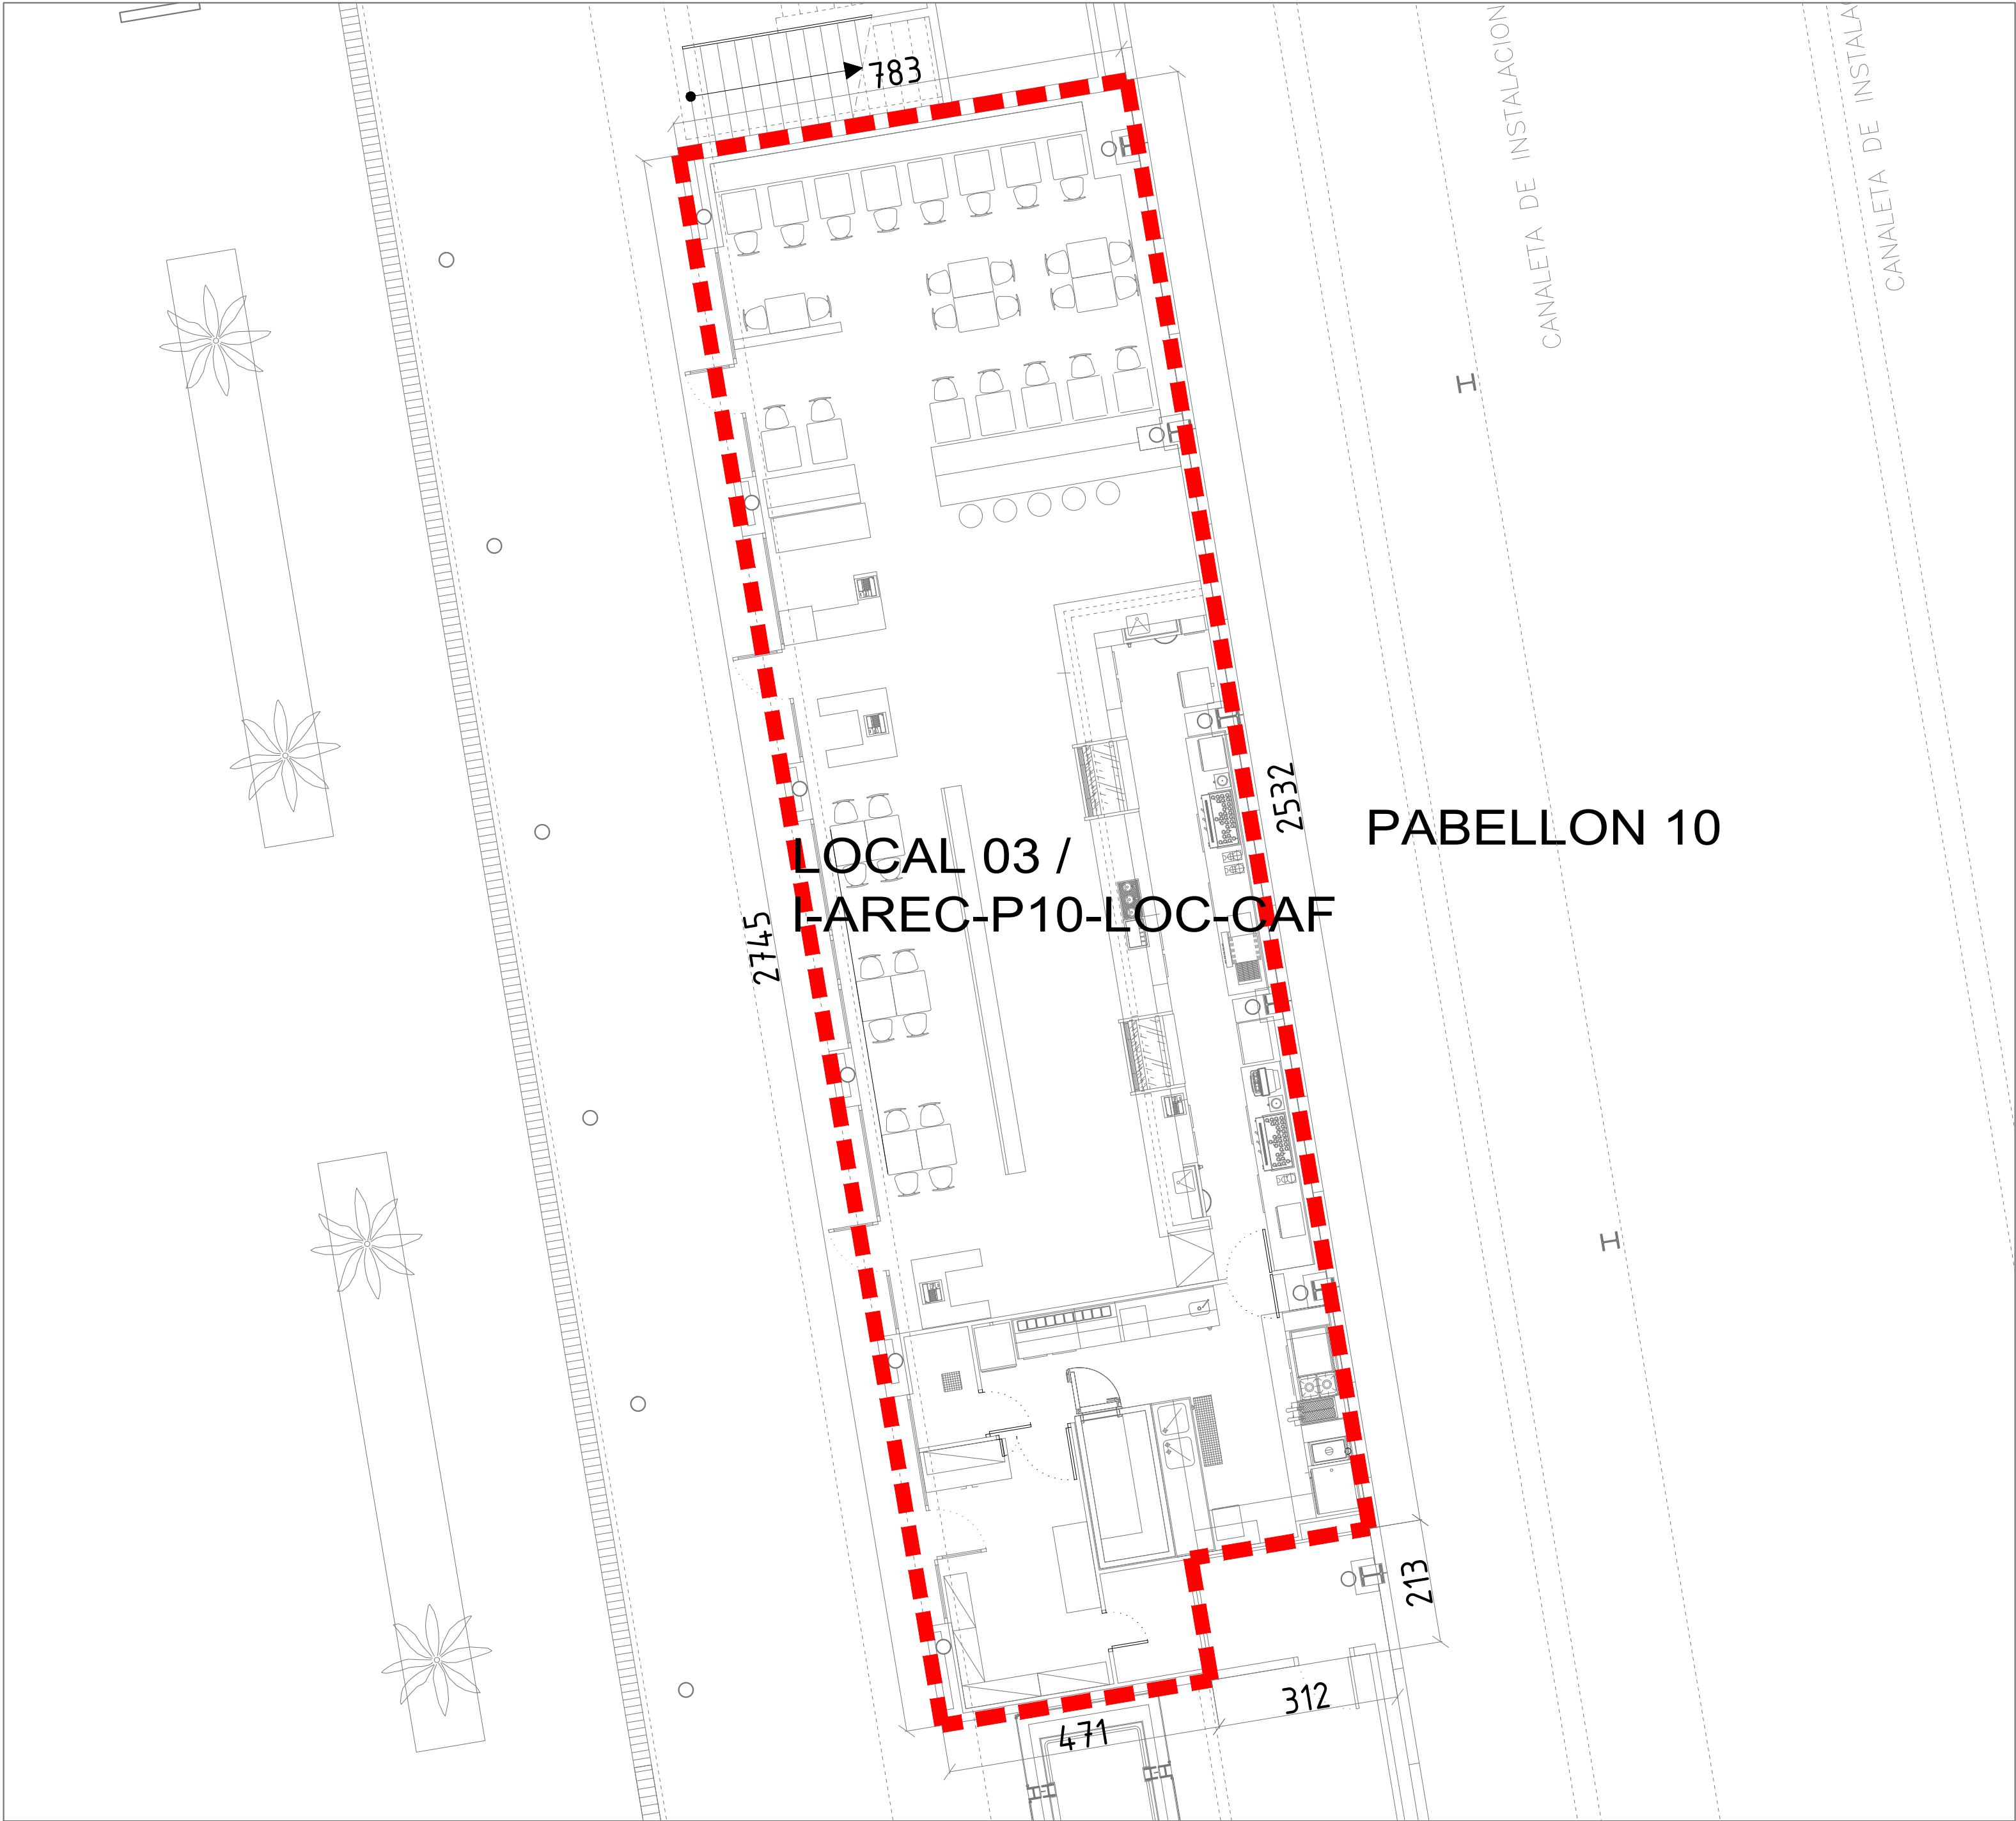 CANALETA DE INSTALACION
CANALETA DE INSTALA
783
2532
PABELLON 10
LOCAL 03 /
I-AREC-P10-LOC-CAF
2745
213
312
471